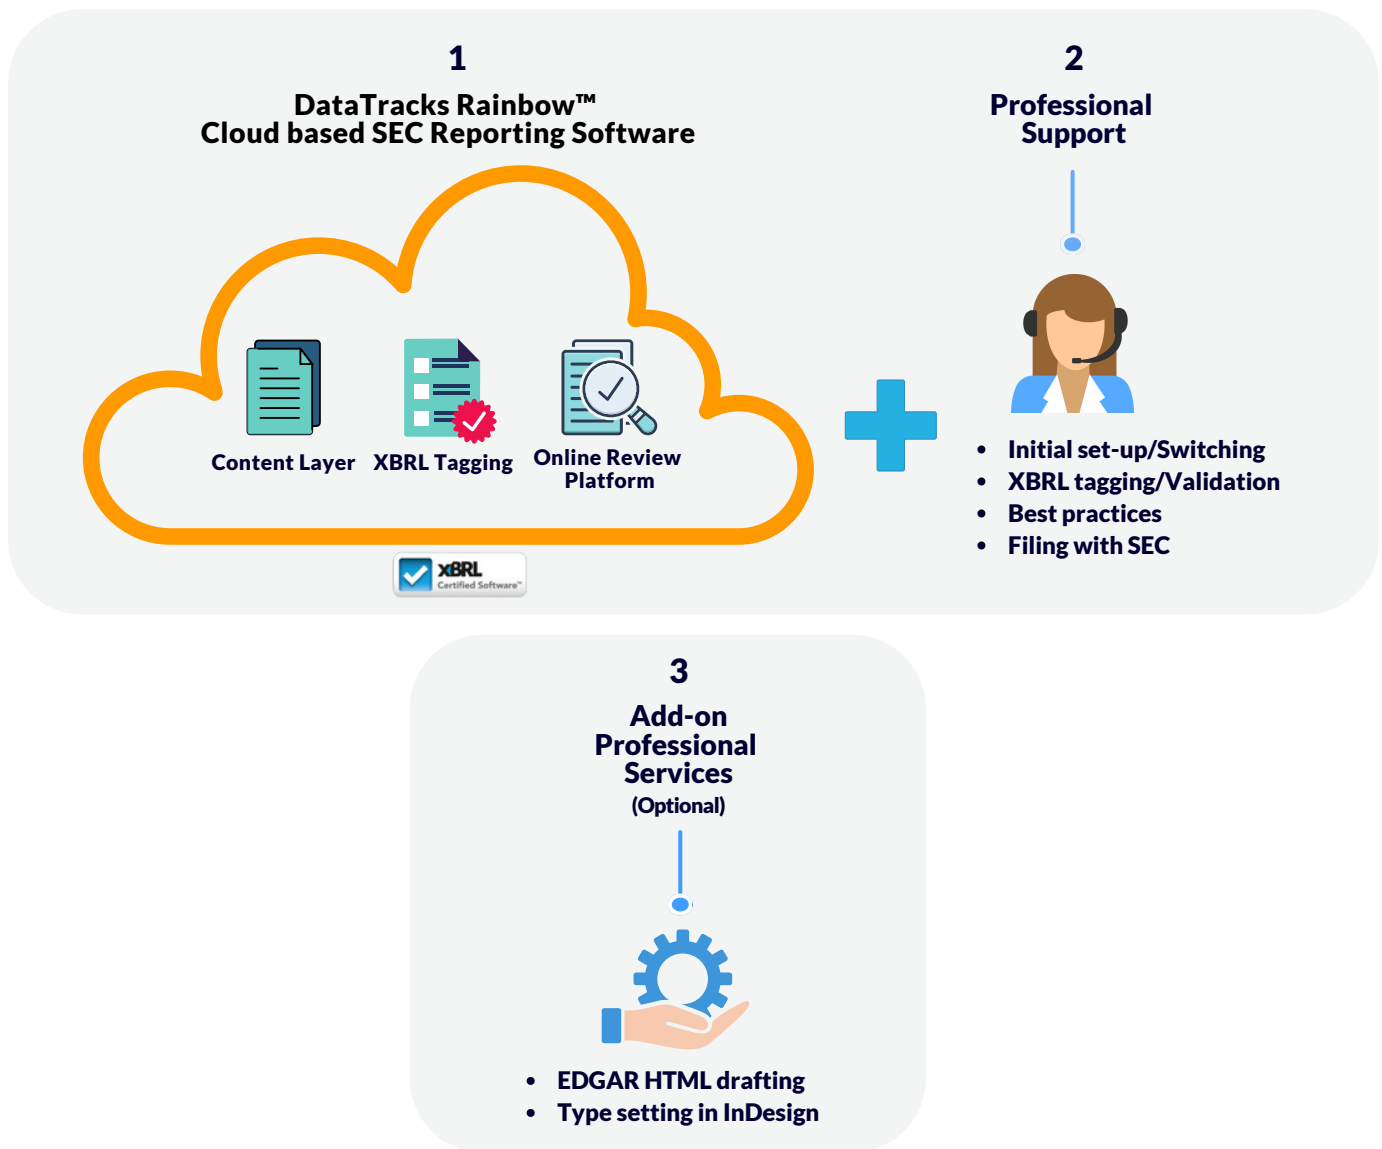 1
DataTracks Rainbow™
Cloud based SEC Reporting Software
Content Layer
XBRL Tagging
Online Review
Platform
XBRL
Certified Software™
2
Professional
Support
• Initial set-up/Switching
• XBRL tagging/Validation
• Best practices
• Filing with SEC
3
Add-on
Professional
Services
(Optional)
• EDGAR HTML drafting
• Type setting in InDesign